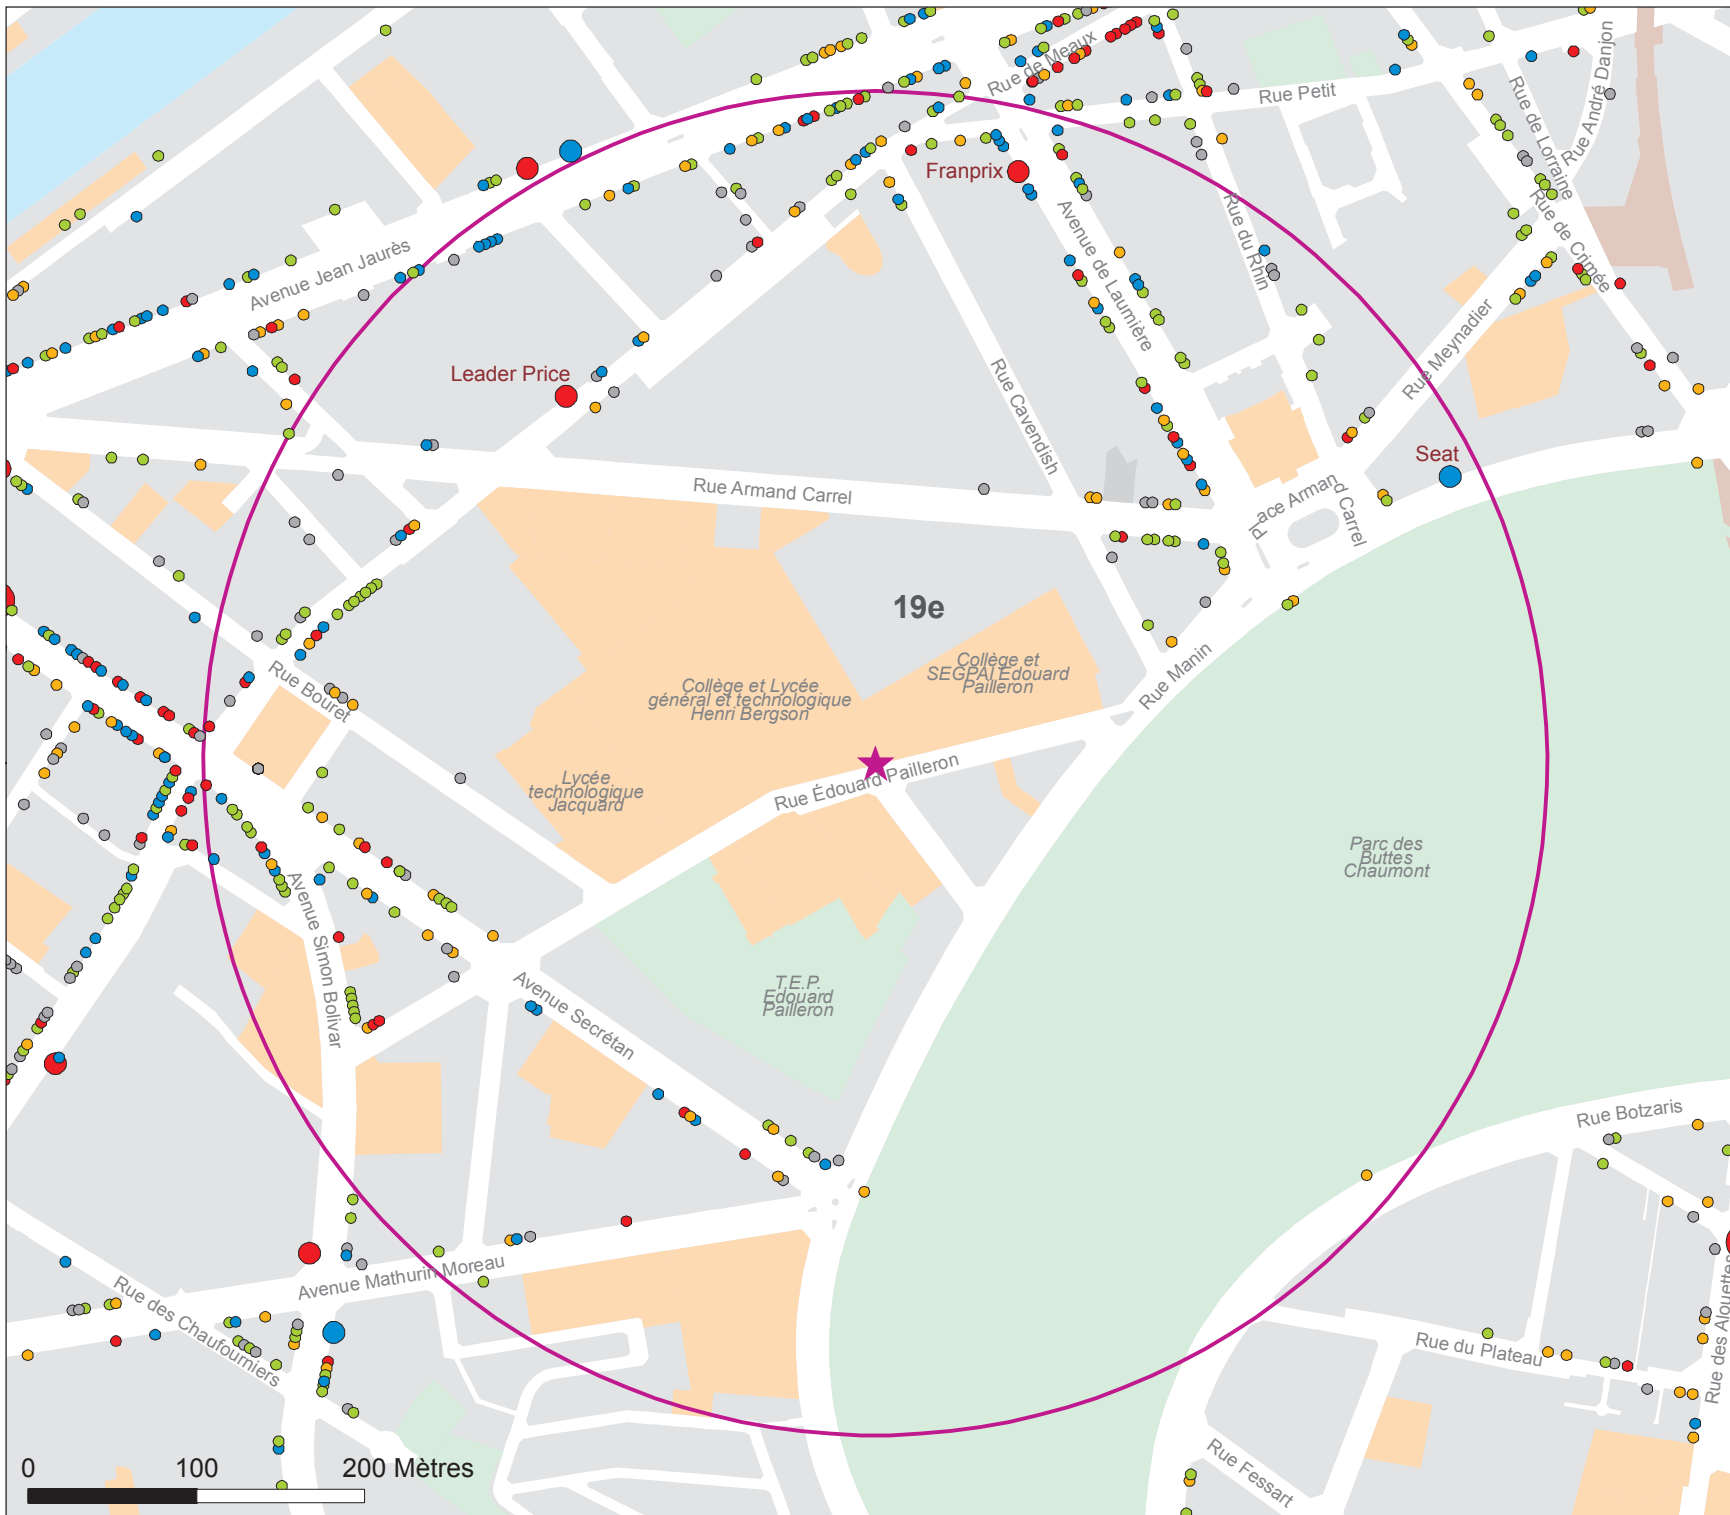 Rue de Meaux
Rue Petit
Rue André Danjon
Rue de Lorraine
Franprix
Rue de Crimée
Avenue de Laumière
Rue du Rhin
Avenue Jean Jaurès
Rue Meynadier
Leader Price
Rue Cavendish
Seat
Rue Armand Carrel
Place Armand Carrel
19e
Collège et
SEGPAI Edouard
Pailleron
Rue Manin
Rue Bouret
Collège et Lycée
général et technologique
Henri Bergson
Lycée
technologique
Jacquard
Rue Édouard Pailleron
Parc des
Buttes
Chaumont
Avenue Simon Bolivar
T.E.P.
Edouard
Pailleron
Avenue Secrétan
Rue Botzaris
Avenue Mathurin Moreau
Rue des Chaufourniers
Rue du Plateau
Rue des Alouettes
Rue Fessart
0 100 200 Mètres